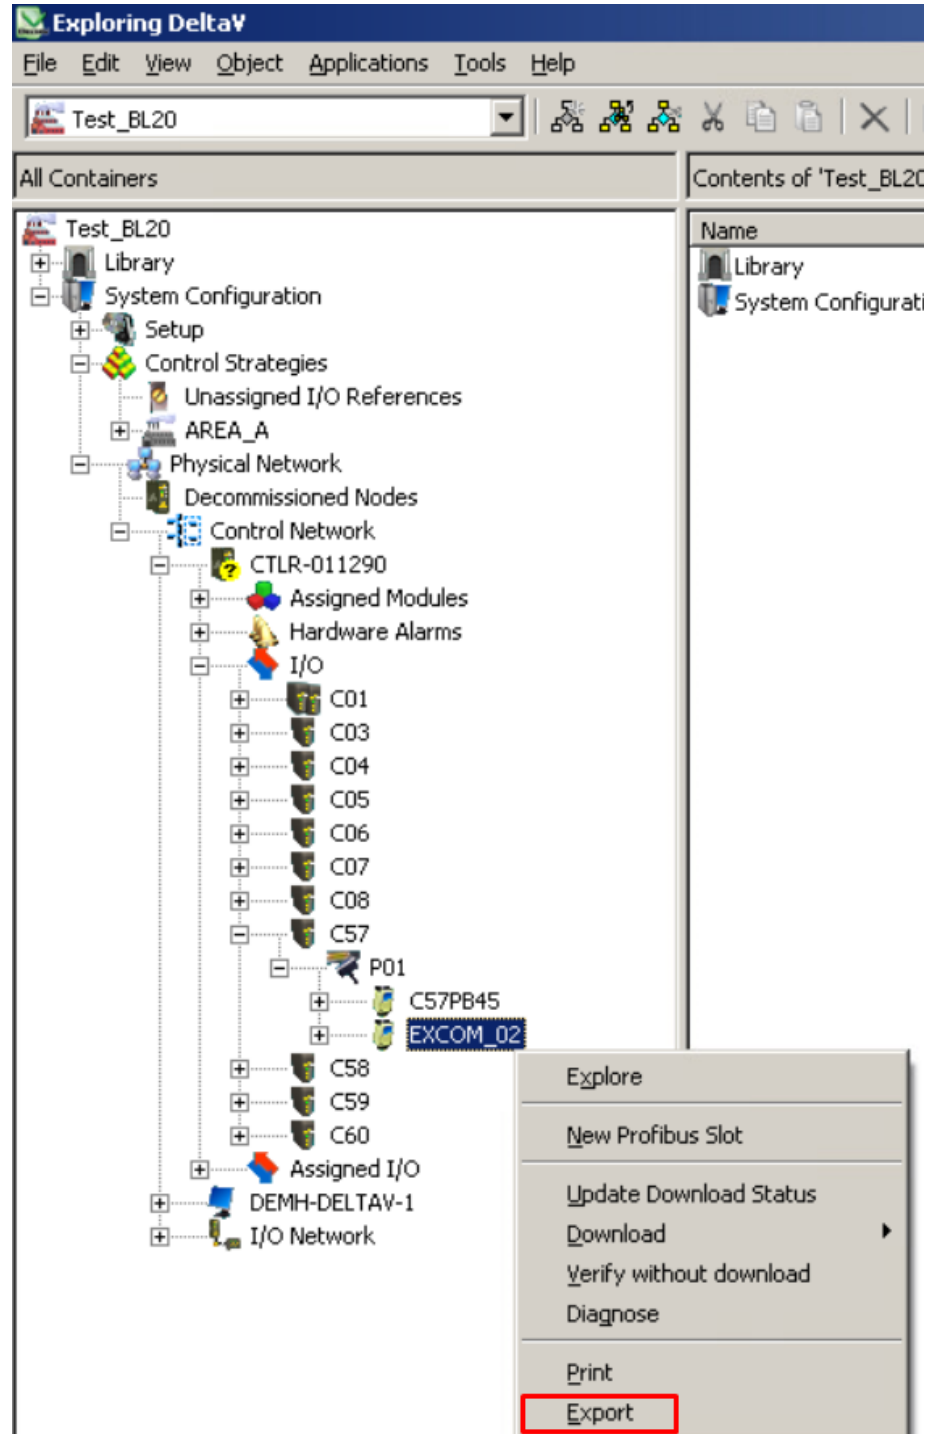 Exploring DeltaV
File Edit View Object Applications Tools Help
Test_BL20
All Containers
Contents of 'Test_BL20
Test_BL20
Library
System Configuration
Setup
Control Strategies
Unassigned I/O References
AREA_A
Physical Network
Decommissioned Nodes
Control Network
CTLR-011290
Assigned Modules
Hardware Alarms
I/O
C01
C03
C04
C05
C06
C07
C08
C57
P01
C57PB45
EXCOM_02
C58
C59
C60
Assigned I/O
DEMH-DELTAV-1
I/O Network
Name
Library
System Configurati
Explore
New Profibus Slot
Update Download Status
Download
Verify without download
Diagnose
Print
Export